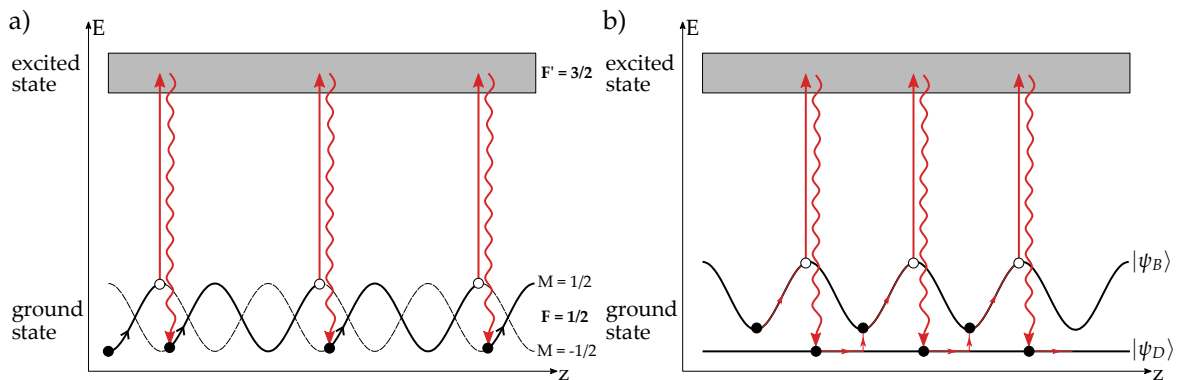 a)
E
excited
state
F' = 3/2
M = 1/2
ground
state
F = 1/2
M = -1/2
z
b)
E
excited
state
|ψ_B⟩
ground
state
|ψ_D⟩
z